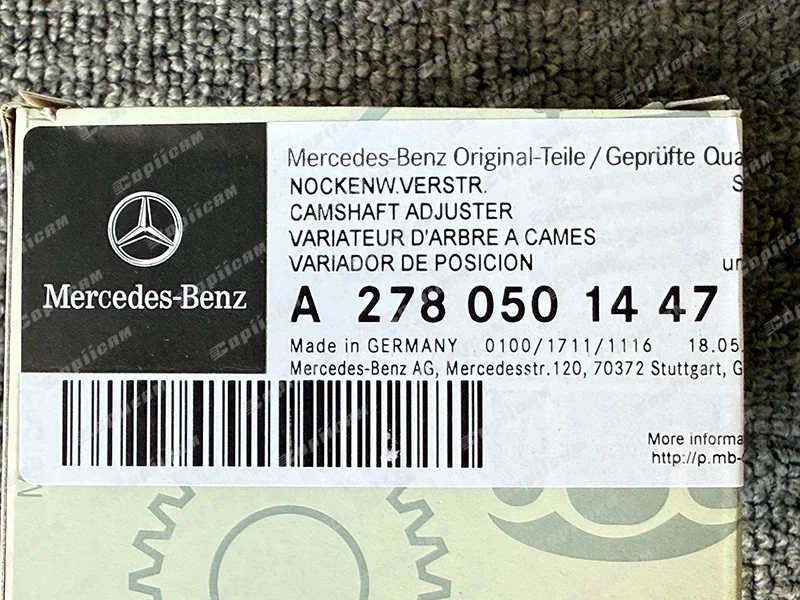 Mercedes-Benz
Mercedes-Benz Original-Teile / Geprüfte Qua
NOCKENW.VERSTR. S
CAMSHAFT ADJUSTER
VARIATEUR D'ARBRE A CAMES
VARIADOR DE POSICION un
A 278 050 14 47
Made in GERMANY 0100/1711/1116 18.05
Mercedes-Benz AG, Mercedesstr.120, 70372 Stuttgart, G
More informa
http://p.mb-
Copiicam